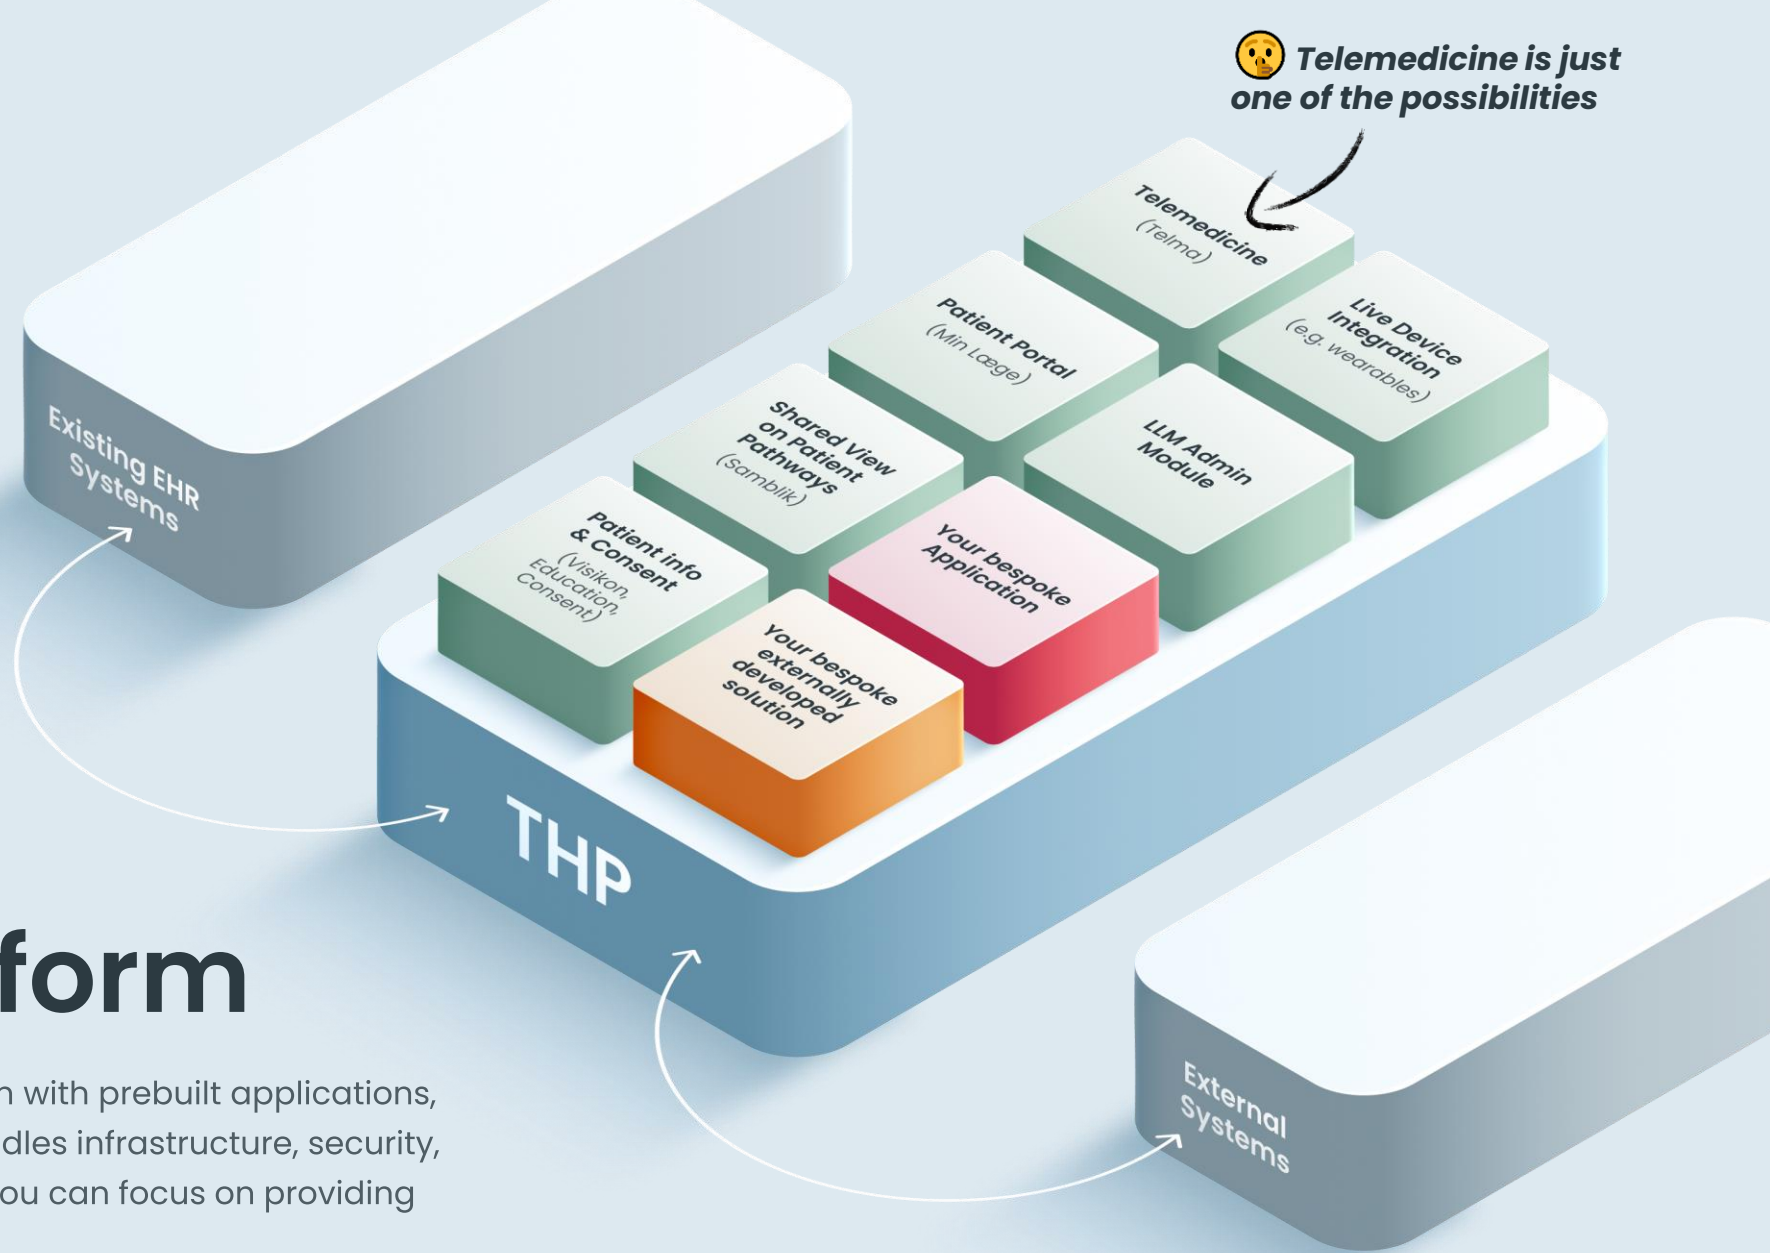 🤫 Telemedicine is just
one of the possibilities
Telemedicine
(Telma)
Live Device
Integration
(e.g. wearables)
Patient Portal
(Min Læge)
LLM Admin
Module
Shared View
on Patient
Pathways
(Samblik)
Your bespoke
Application
Patient info
& Consent
(Visikon,
Education,
Consent)
Your bespoke
externally
developed
solution
Existing EHR
Systems
THP
External
Systems
form
n with prebuilt applications,
dles infrastructure, security,
ou can focus on providing